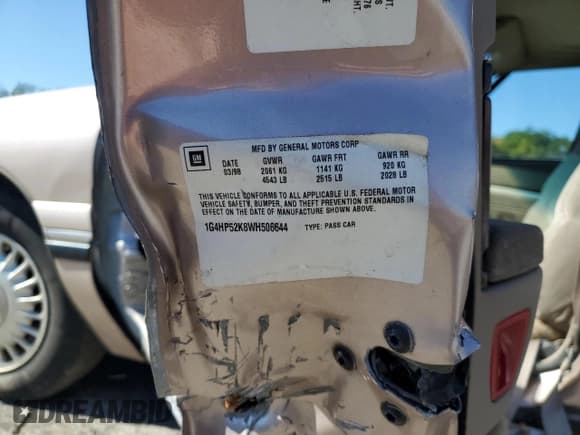 MFD BY GENERAL MOTORS CORP
GM
DATE GVWR GAWR FRT GAWR RR
03/98 2061 KG 1141 KG 920 KG
4543 LB 2515 LB 2028 LB
THIS VEHICLE CONFORMS TO ALL APPLICABLE U.S. FEDERAL MOTOR
VEHICLE SAFETY, BUMPER, AND THEFT PREVENTION STANDARDS IN
EFFECT ON THE DATE OF MANUFACTURE SHOWN ABOVE.
1G4HP52K8WH506644 TYPE: PASS CAR
DREAMBID